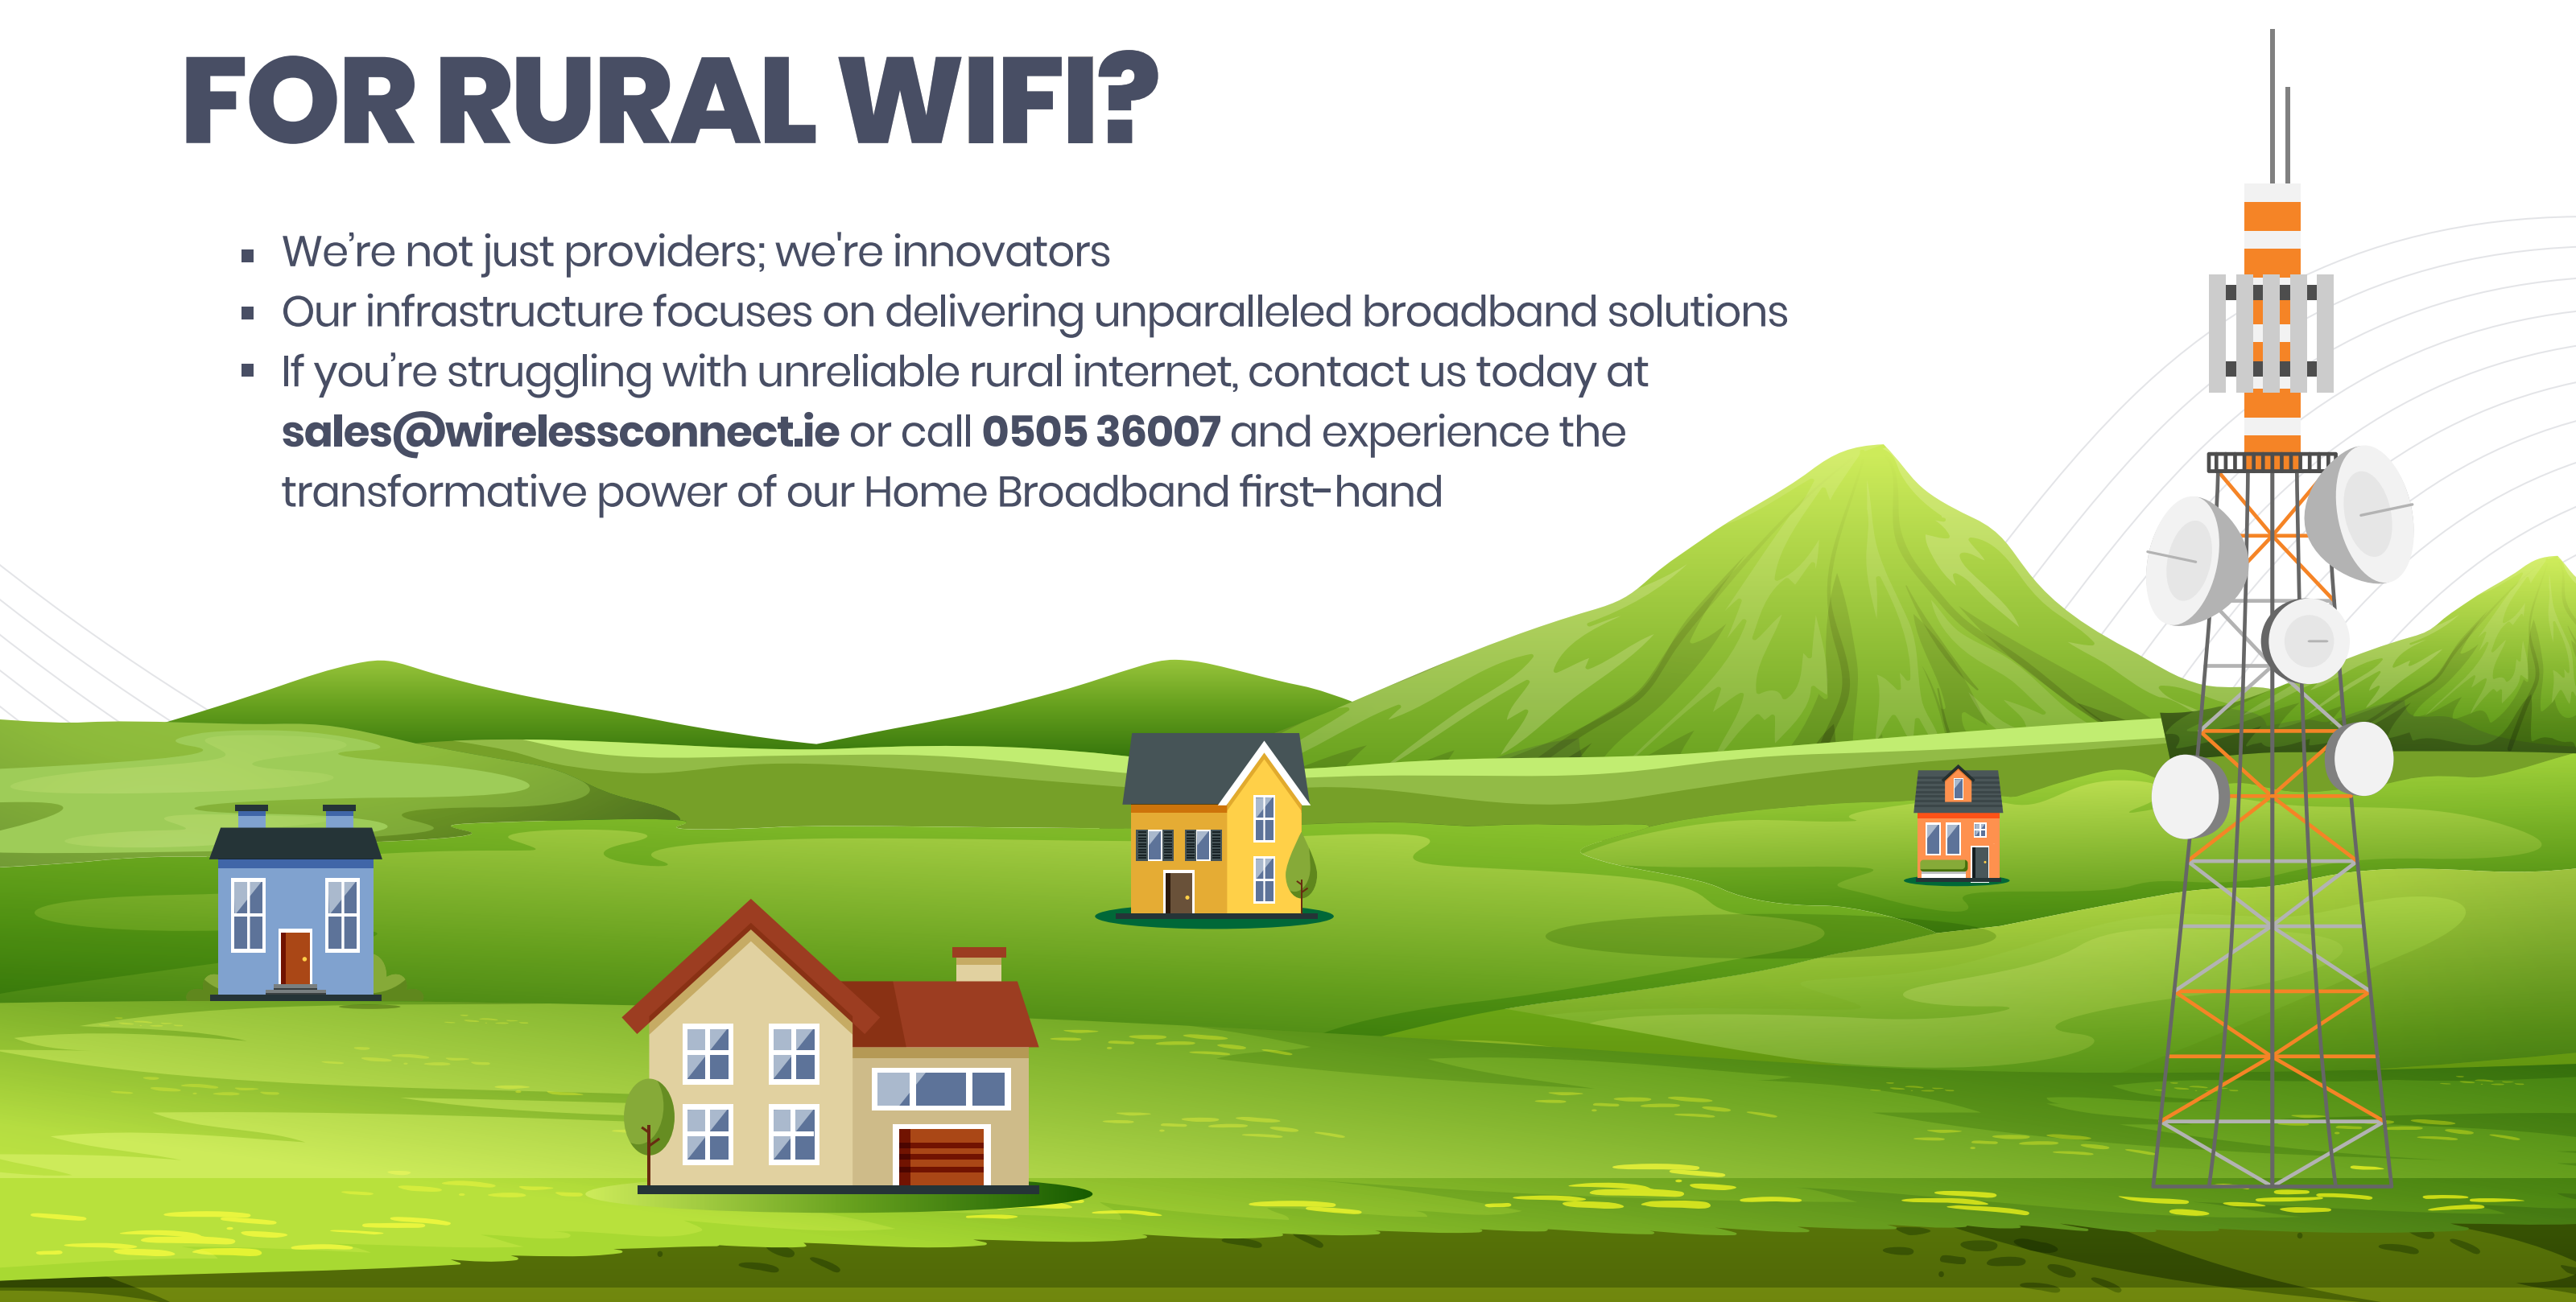 FOR RURAL WIFI?
▪ We’re not just providers; we're innovators
▪ Our infrastructure focuses on delivering unparalleled broadband solutions
▪ If you’re struggling with unreliable rural internet, contact us today at
sales@wirelessconnect.ie or call 0505 36007 and experience the
transformative power of our Home Broadband first-hand